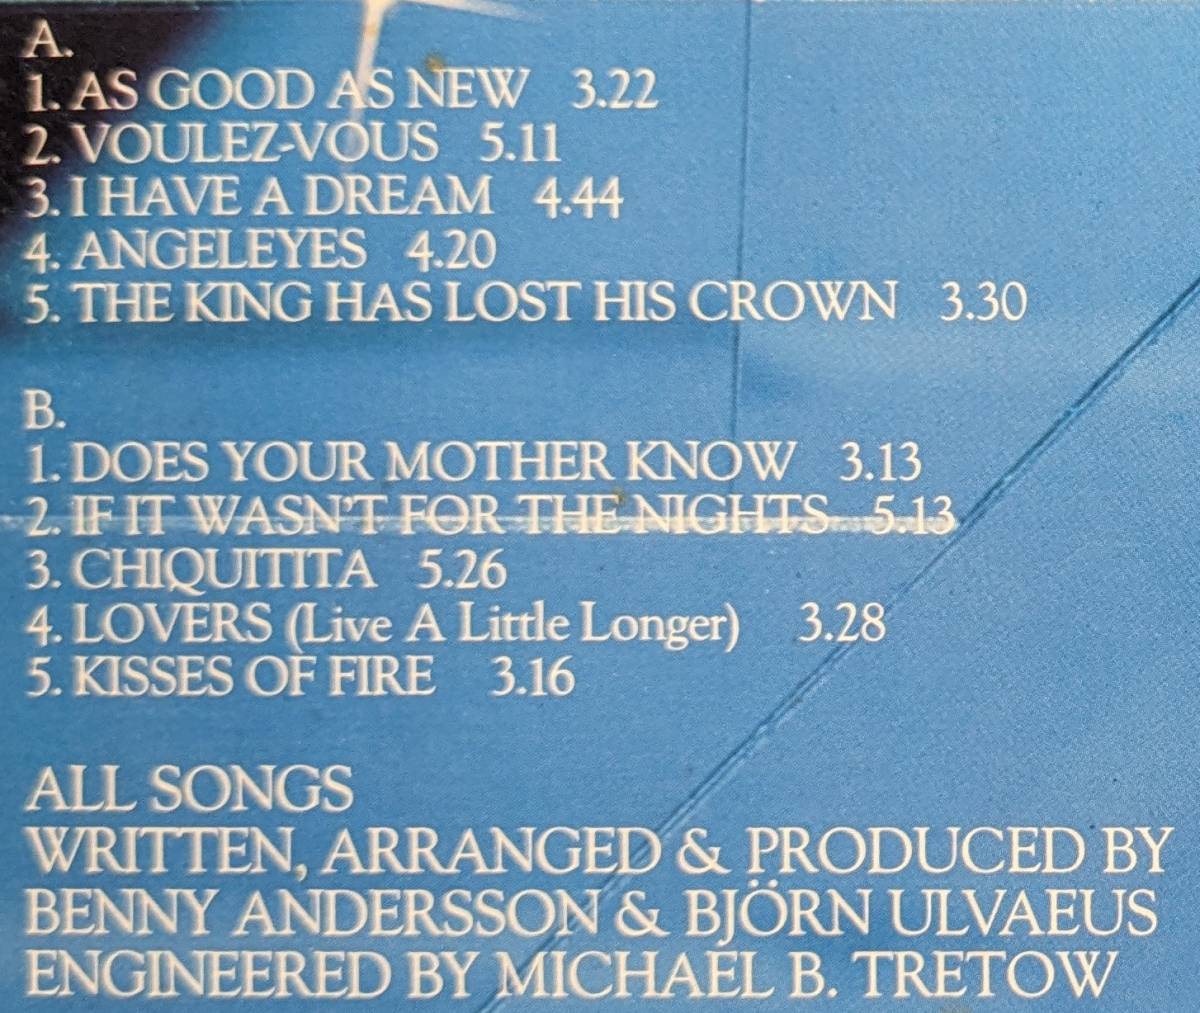 A.
1. AS GOOD AS NEW 3.22
2. VOULEZ-VOUS 5.11
3. I HAVE A DREAM 4.44
4. ANGELEYES 4.20
5. THE KING HAS LOST HIS CROWN 3.30
B.
1. DOES YOUR MOTHER KNOW 3.13
2. IF IT WASN'T FOR THE NIGHTS 5.13
3. CHIQUITITA 5.26
4. LOVERS (Live A Little Longer) 3.28
5. KISSES OF FIRE 3.16
ALL SONGS
WRITTEN, ARRANGED & PRODUCED BY
BENNY ANDERSSON & BJÖRN ULVAEUS
ENGINEERED BY MICHAEL B. TRETOW